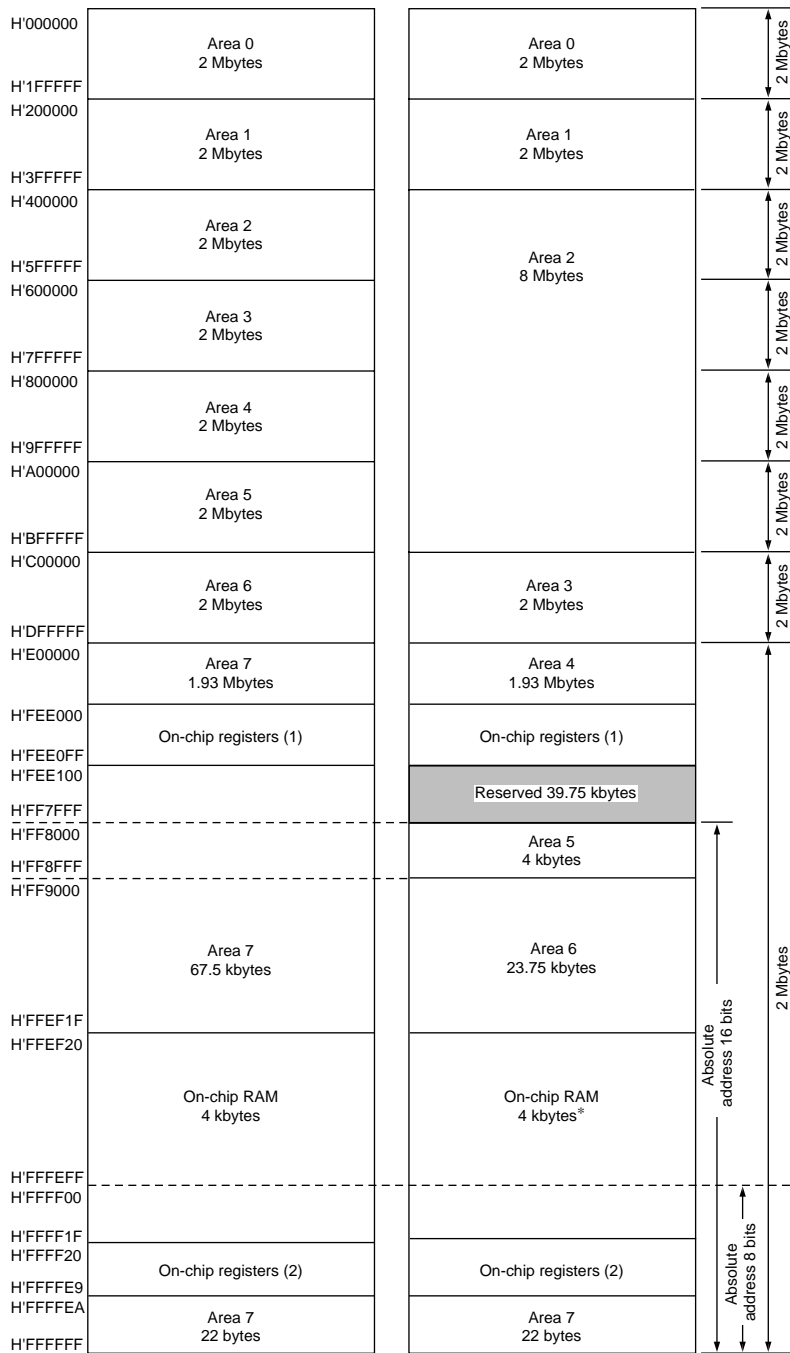 H'000000
Area 0
2 Mbytes
Area 0
2 Mbytes
2 Mbytes
H'1FFFFF
H'200000
Area 1
2 Mbytes
Area 1
2 Mbytes
2 Mbytes
H'3FFFFF
H'400000
Area 2
2 Mbytes
Area 2
8 Mbytes
2 Mbytes
H'5FFFFF
H'600000
Area 3
2 Mbytes
2 Mbytes
H'7FFFFF
H'800000
Area 4
2 Mbytes
2 Mbytes
H'9FFFFF
H'A00000
Area 5
2 Mbytes
2 Mbytes
H'BFFFFF
H'C00000
Area 6
2 Mbytes
Area 3
2 Mbytes
2 Mbytes
H'DFFFFF
H'E00000
Area 7
1.93 Mbytes
Area 4
1.93 Mbytes
H'FEE000
On-chip registers (1)
On-chip registers (1)
H'FEE0FF
H'FEE100
Reserved 39.75 kbytes
H'FF7FFF
H'FF8000
Area 5
4 kbytes
H'FF8FFF
H'FF9000
Area 7
67.5 kbytes
Area 6
23.75 kbytes
2 Mbytes
H'FFEF1F
H'FFEF20
Absolute
address 16 bits
On-chip RAM
4 kbytes
On-chip RAM
4 kbytes*
H'FFFEFF
H'FFFF00
H'FFFF1F
H'FFFF20
On-chip registers (2)
On-chip registers (2)
Absolute
address 8 bits
H'FFFFE9
H'FFFFEA
Area 7
22 bytes
Area 7
22 bytes
H'FFFFFF